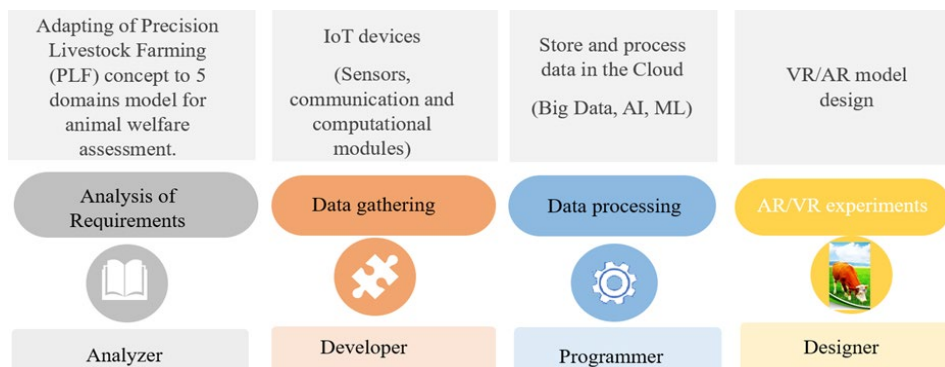 Adapting of Precision
Livestock Farming
(PLF) concept to 5
domains model for
animal welfare
assessment.
IoT devices
(Sensors,
communication and
computational
modules)
Store and process
data in the Cloud
(Big Data, AI, ML)
VR/AR model
design
Analysis of
Requirements
Data gathering
Data processing
AR/VR experiments
Analyzer
Developer
Programmer
Designer